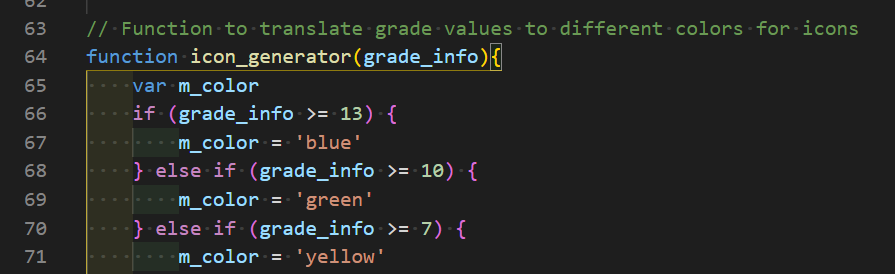 62
63 // Function to translate grade values to different colors for icons
64 function icon_generator(grade_info){
65 var m_color
66 if (grade_info >= 13) {
67 m_color = 'blue'
68 } else if (grade_info >= 10) {
69 m_color = 'green'
70 } else if (grade_info >= 7) {
71 m_color = 'yellow'